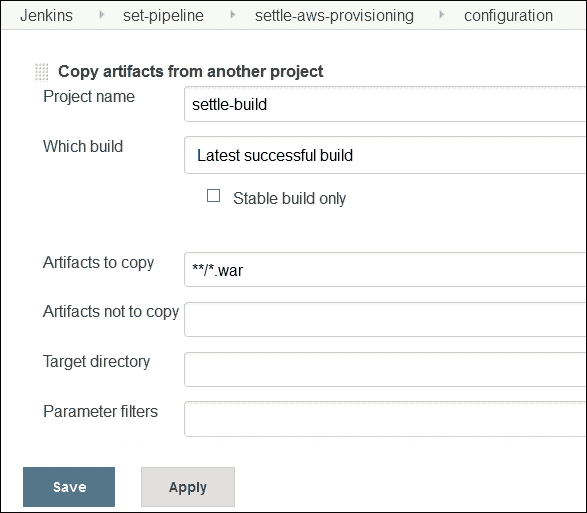 Jenkins set-pipeline settle-aws-provisioning configuration
Copy artifacts from another project
Project name settle-build
Which build Latest successful build
Stable build only
Artifacts to copy **/*.war
Artifacts not to copy
Target directory
Parameter filters
Save Apply